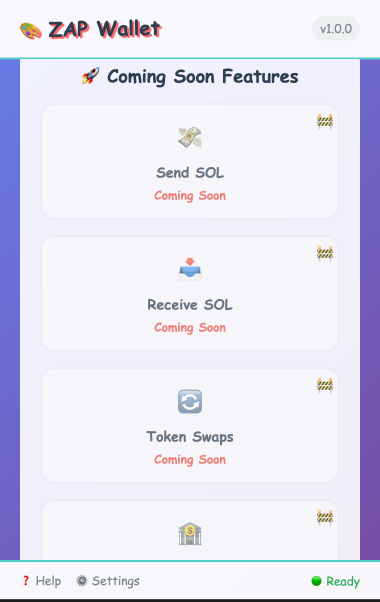 ZAP Wallet
v1.0.0
Coming Soon Features
Send SOL
Coming Soon
Receive SOL
Coming Soon
Token Swaps
Coming Soon
? Help
Settings
Ready